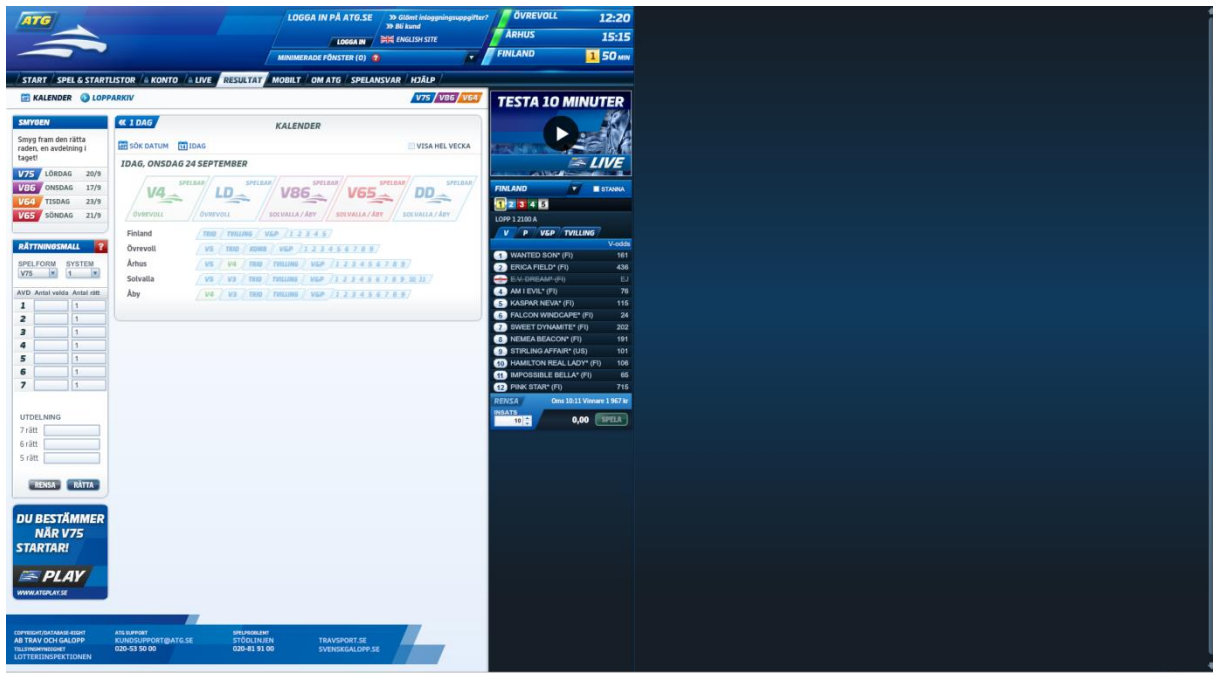 ATG
LOGGA IN PÅ ATG.SE
Glömt inloggningsuppgifter?
Bli kund
LOGGA IN
ENGLISH SITE
MINIMERADE FÖNSTER (0) ?
ÖVREVOLL 12:20
ÅRHUS 15:15
FINLAND 1 50 MIN
START SPEL & STARTLISTOR KONTO LIVE RESULTAT MOBILT OM ATG SPELANSVAR HJÄLP
KALENDER LOPPARKIV V75 V86 V64
SMYGEN
Smyg fram den rätta
raden, en avdelning i
taget!
V75 LÖRDAG 20/9
V86 ONSDAG 17/9
V64 TISDAG 23/9
V65 SÖNDAG 21/9
RÄTTNINGSMALL ?
SPELFORM SYSTEM
V75 1
AVD Antal valda Antal rätt
1 1
2 1
3 1
4 1
5 1
6 1
7 1
UTDELNING
7 rätt
6 rätt
5 rätt
RENSA RÄTTA
DU BESTÄMMER
NÄR V75
STARTAR!
PLAY
WWW.ATGPLAY.SE
« 1 DAG
KALENDER
SÖK DATUM IDAG VISA HEL VECKA
IDAG, ONSDAG 24 SEPTEMBER
SPELBAR SPELBAR SPELBAR SPELBAR SPELBAR
V4 LD V86 V65 DD
ÖVREVOLL ÖVREVOLL SOLVALLA / ÅBY SOLVALLA / ÅBY SOLVALLA / ÅBY
Finland TRIO TVILLING V&P 1 2 3 4 5
Övrevoll V5 TRIO KOMB V&P 1 2 3 4 5 6 7 8 9
Århus V5 V4 TRIO TVILLING V&P 1 2 3 4 5 6 7 8 9
Solvalla V5 V3 TRIO TVILLING V&P 1 2 3 4 5 6 7 8 9 10 11
Åby V4 V3 TRIO TVILLING V&P 1 2 3 4 5 6 7 8 9
TESTA 10 MINUTER
LIVE
FINLAND STANNA
1 2 3 4 5
LOPP 1 2100 A
V P V&P TVILLING
V-odds
1 WANTED SON* (FI) 161
2 ERICA FIELD* (FI) 436
E.V. DREAM* (FI) EJ
4 AM I EVIL* (FI) 76
5 KASPAR NEVA* (FI) 115
6 FALCON WINDCAPE* (FI) 24
7 SWEET DYNAMITE* (FI) 202
8 NEMEA BEACON* (FI) 191
9 STIRLING AFFAIR* (US) 101
10 HAMILTON REAL LADY* (FI) 106
11 IMPOSSIBLE BELLA* (FI) 65
12 PINK STAR* (FI) 715
RENSA Oms 10:11 Vinnare 1 967 kr
INSATS
10 0,00 SPELA
COPYRIGHT/DATABASE-RIGHT
AB TRAV OCH GALOPP
TILLSYNSMYNDIGHET
LOTTERIINSPEKTIONEN
ATG SUPPORT
KUNDSUPPORT@ATG.SE
020-53 50 00
SPELPROBLEM?
STÖDLINJEN
020-81 91 00
TRAVSPORT.SE
SVENSKGALOPP.SE